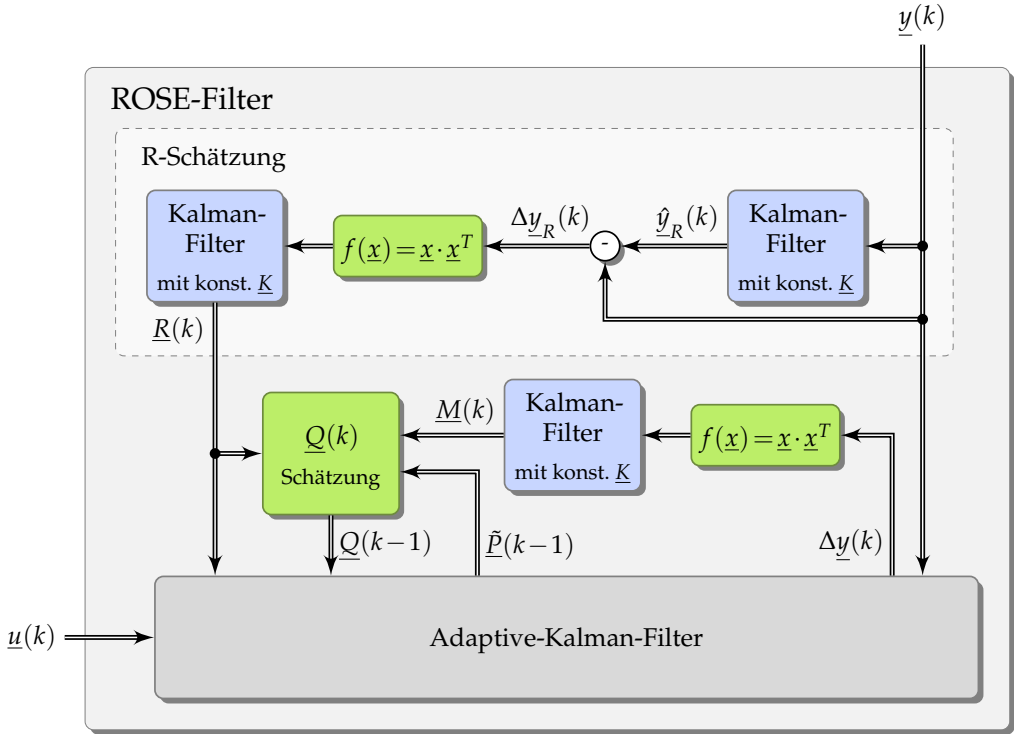 y(k)
ROSE-Filter
R-Schätzung
Kalman-
Filter
mit konst. K
f(x) = x · x^T
Δy_R(k)
-
ŷ_R(k)
Kalman-
Filter
mit konst. K
R(k)
Q(k)
Schätzung
M(k)
Kalman-
Filter
mit konst. K
f(x) = x · x^T
Q(k−1)
P̃(k−1)
Δy(k)
u(k)
Adaptive-Kalman-Filter